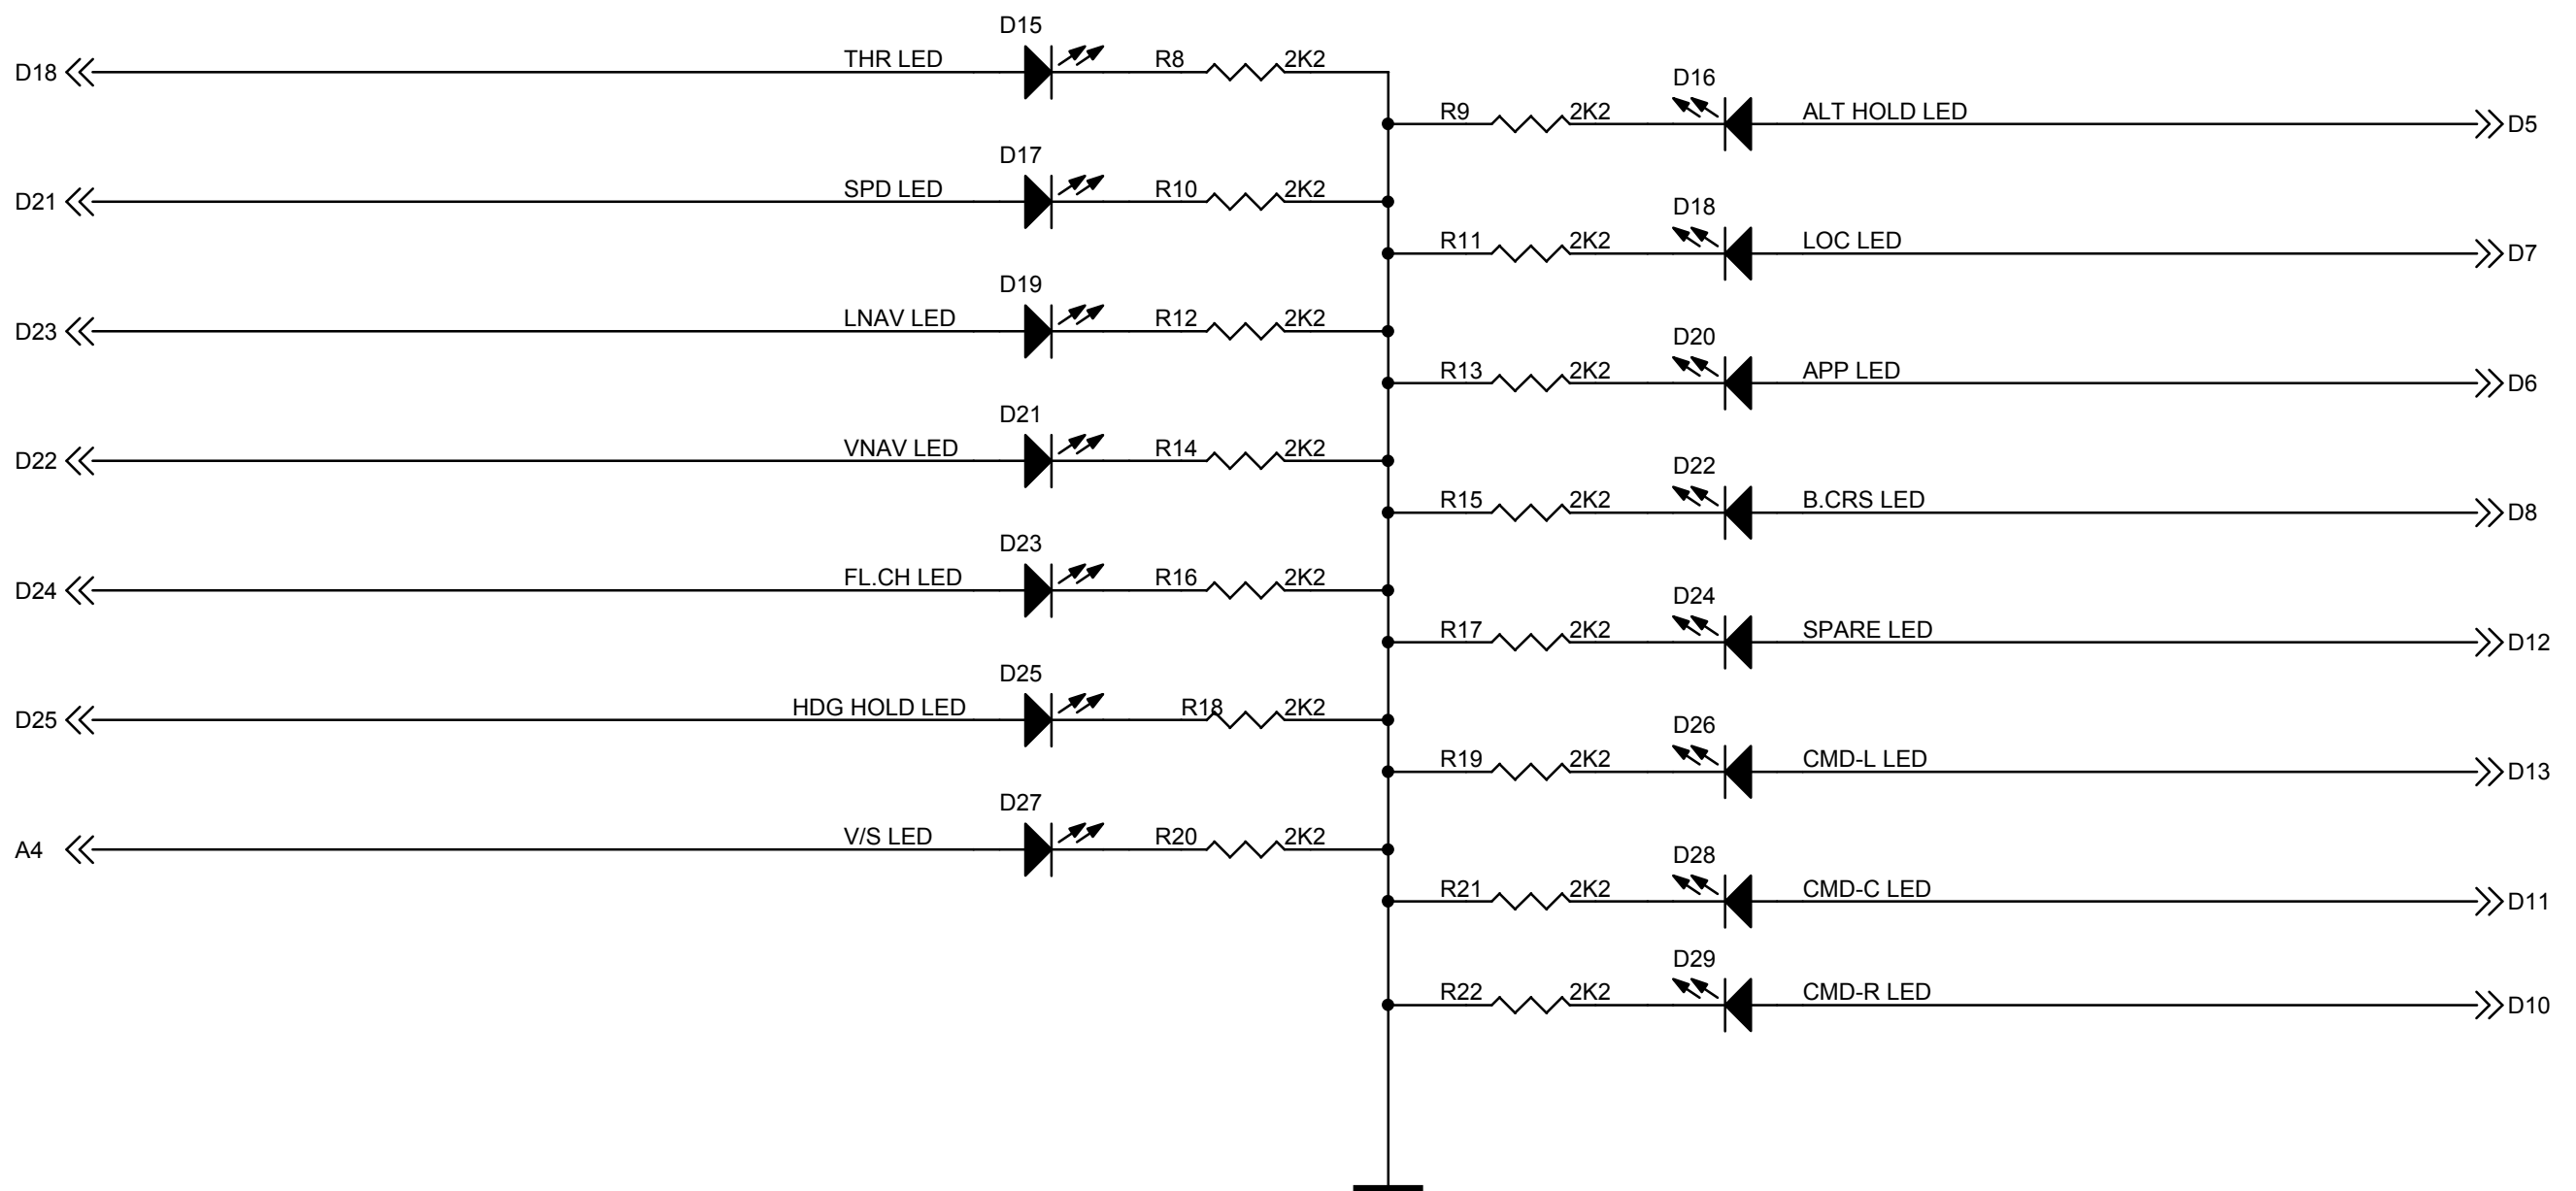 D15
D18 THR LED R8 2K2
D16
R9 2K2 ALT HOLD LED D5
D17
D21 SPD LED R10 2K2
D18
R11 2K2 LOC LED D7
D19
D23 LNAV LED R12 2K2
D20
R13 2K2 APP LED D6
D21
D22 VNAV LED R14 2K2
D22
R15 2K2 B.CRS LED D8
D23
D24 FL.CH LED R16 2K2
D24
R17 2K2 SPARE LED D12
D25
D25 HDG HOLD LED R18 2K2
D26
R19 2K2 CMD-L LED D13
D27
A4 V/S LED R20 2K2
D28
R21 2K2 CMD-C LED D11
D29
R22 2K2 CMD-R LED D10